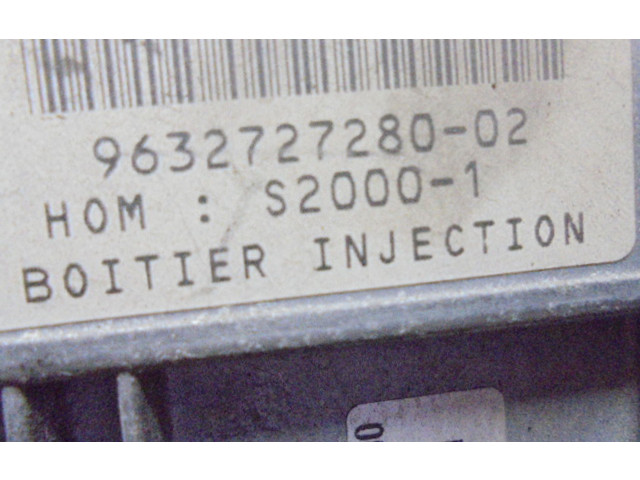 9632727280-02
HOM : S2000-1
BOITIER INJECTION